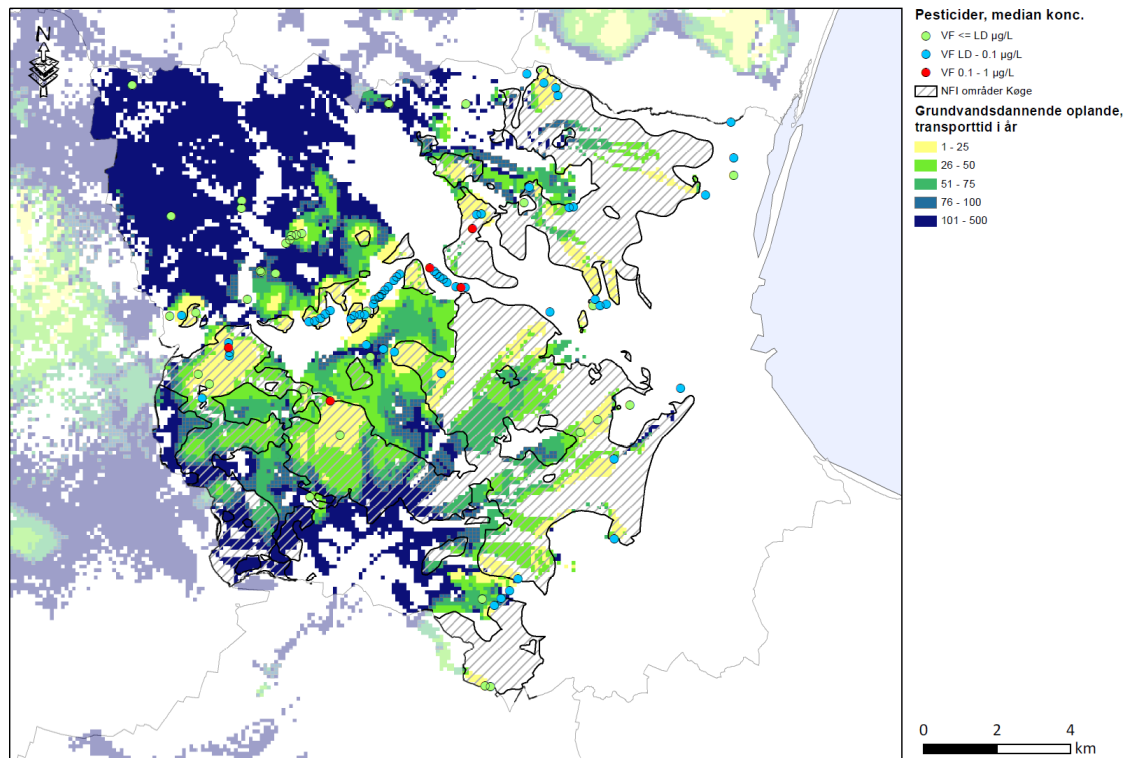 N
Pesticider, median konc.
VF <= LD µg/L
VF LD - 0.1 µg/L
VF 0.1 - 1 µg/L
NFI områder Køge
Grundvandsdannende oplande,
transporttid i år
1 - 25
26 - 50
51 - 75
76 - 100
101 - 500
0 2 4
km